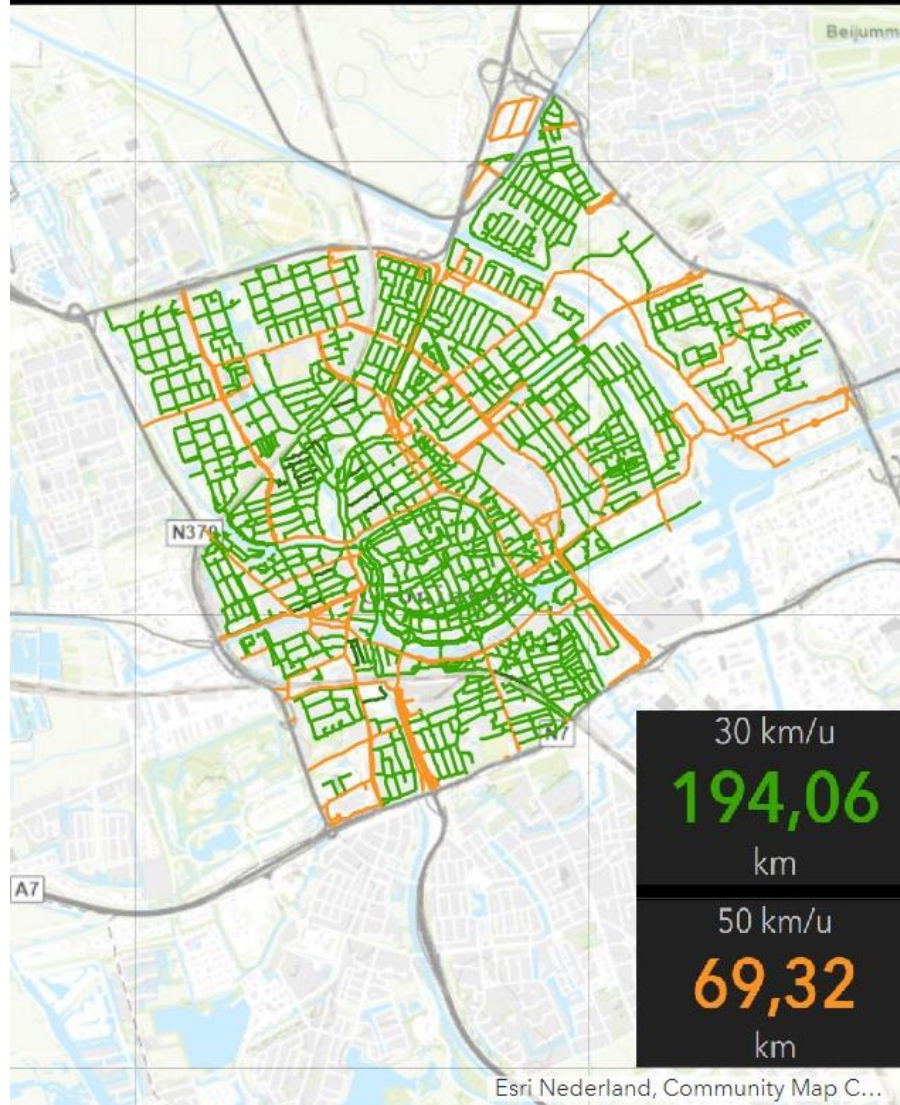 Beijumm
N370
N7
A7
30 km/u
194,06
km
50 km/u
69,32
km
Esri Nederland, Community Map C...